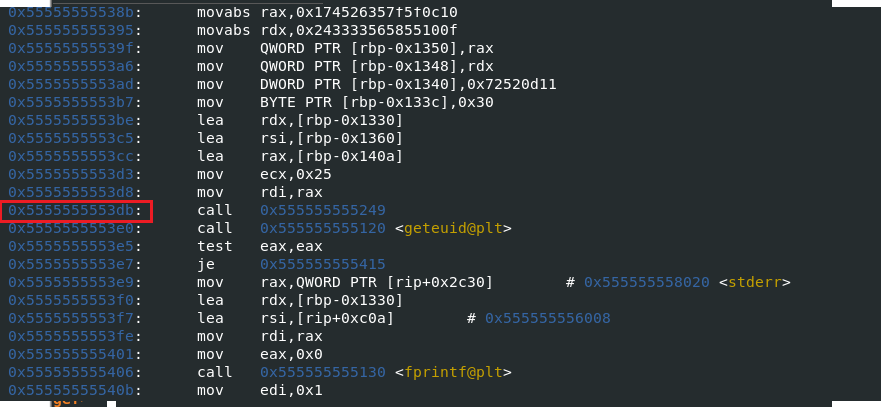 0x55555555538b: movabs rax,0x174526357f5f0c10
0x555555555395: movabs rdx,0x243333565855100f
0x55555555539f: mov QWORD PTR [rbp-0x1350],rax
0x5555555553a6: mov QWORD PTR [rbp-0x1348],rdx
0x5555555553ad: mov DWORD PTR [rbp-0x1340],0x72520d11
0x5555555553b7: mov BYTE PTR [rbp-0x133c],0x30
0x5555555553be: lea rdx,[rbp-0x1330]
0x5555555553c5: lea rsi,[rbp-0x1360]
0x5555555553cc: lea rax,[rbp-0x140a]
0x5555555553d3: mov ecx,0x25
0x5555555553d8: mov rdi,rax
0x5555555553db: call 0x555555555249
0x5555555553e0: call 0x555555555120 <geteuid@plt>
0x5555555553e5: test eax,eax
0x5555555553e7: je 0x555555555415
0x5555555553e9: mov rax,QWORD PTR [rip+0x2c30] # 0x555555558020 <stderr>
0x5555555553f0: lea rdx,[rbp-0x1330]
0x5555555553f7: lea rsi,[rip+0xc0a] # 0x555555556008
0x5555555553fe: mov rdi,rax
0x555555555401: mov eax,0x0
0x555555555406: call 0x555555555130 <fprintf@plt>
0x55555555540b: mov edi,0x1